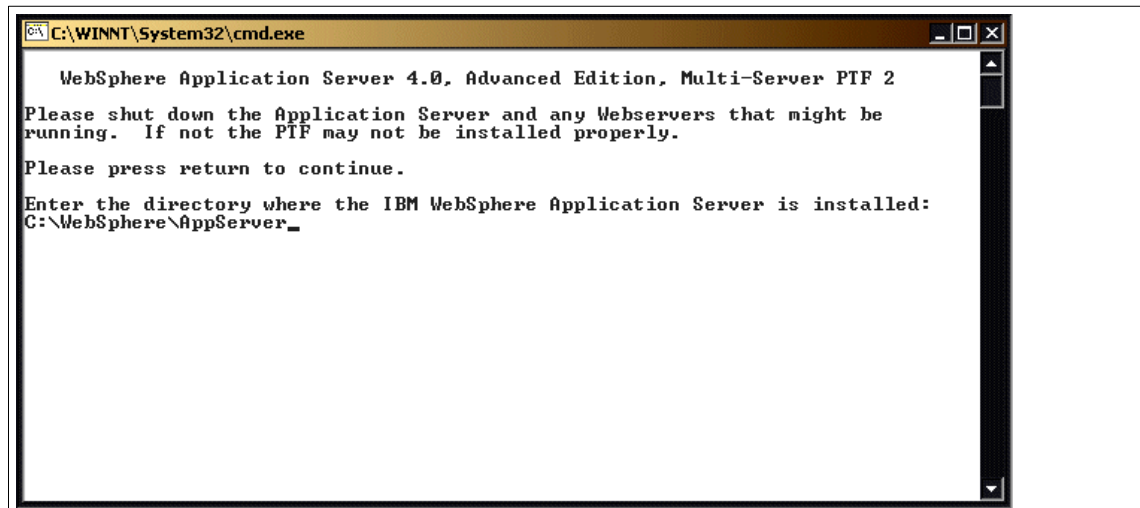 C:\WINNT\System32\cmd.exe
WebSphere Application Server 4.0, Advanced Edition, Multi-Server PTF 2
Please shut down the Application Server and any Webservers that might be
running.  If not the PTF may not be installed properly.
Please press return to continue.
Enter the directory where the IBM WebSphere Application Server is installed:
C:\WebSphere\AppServer_